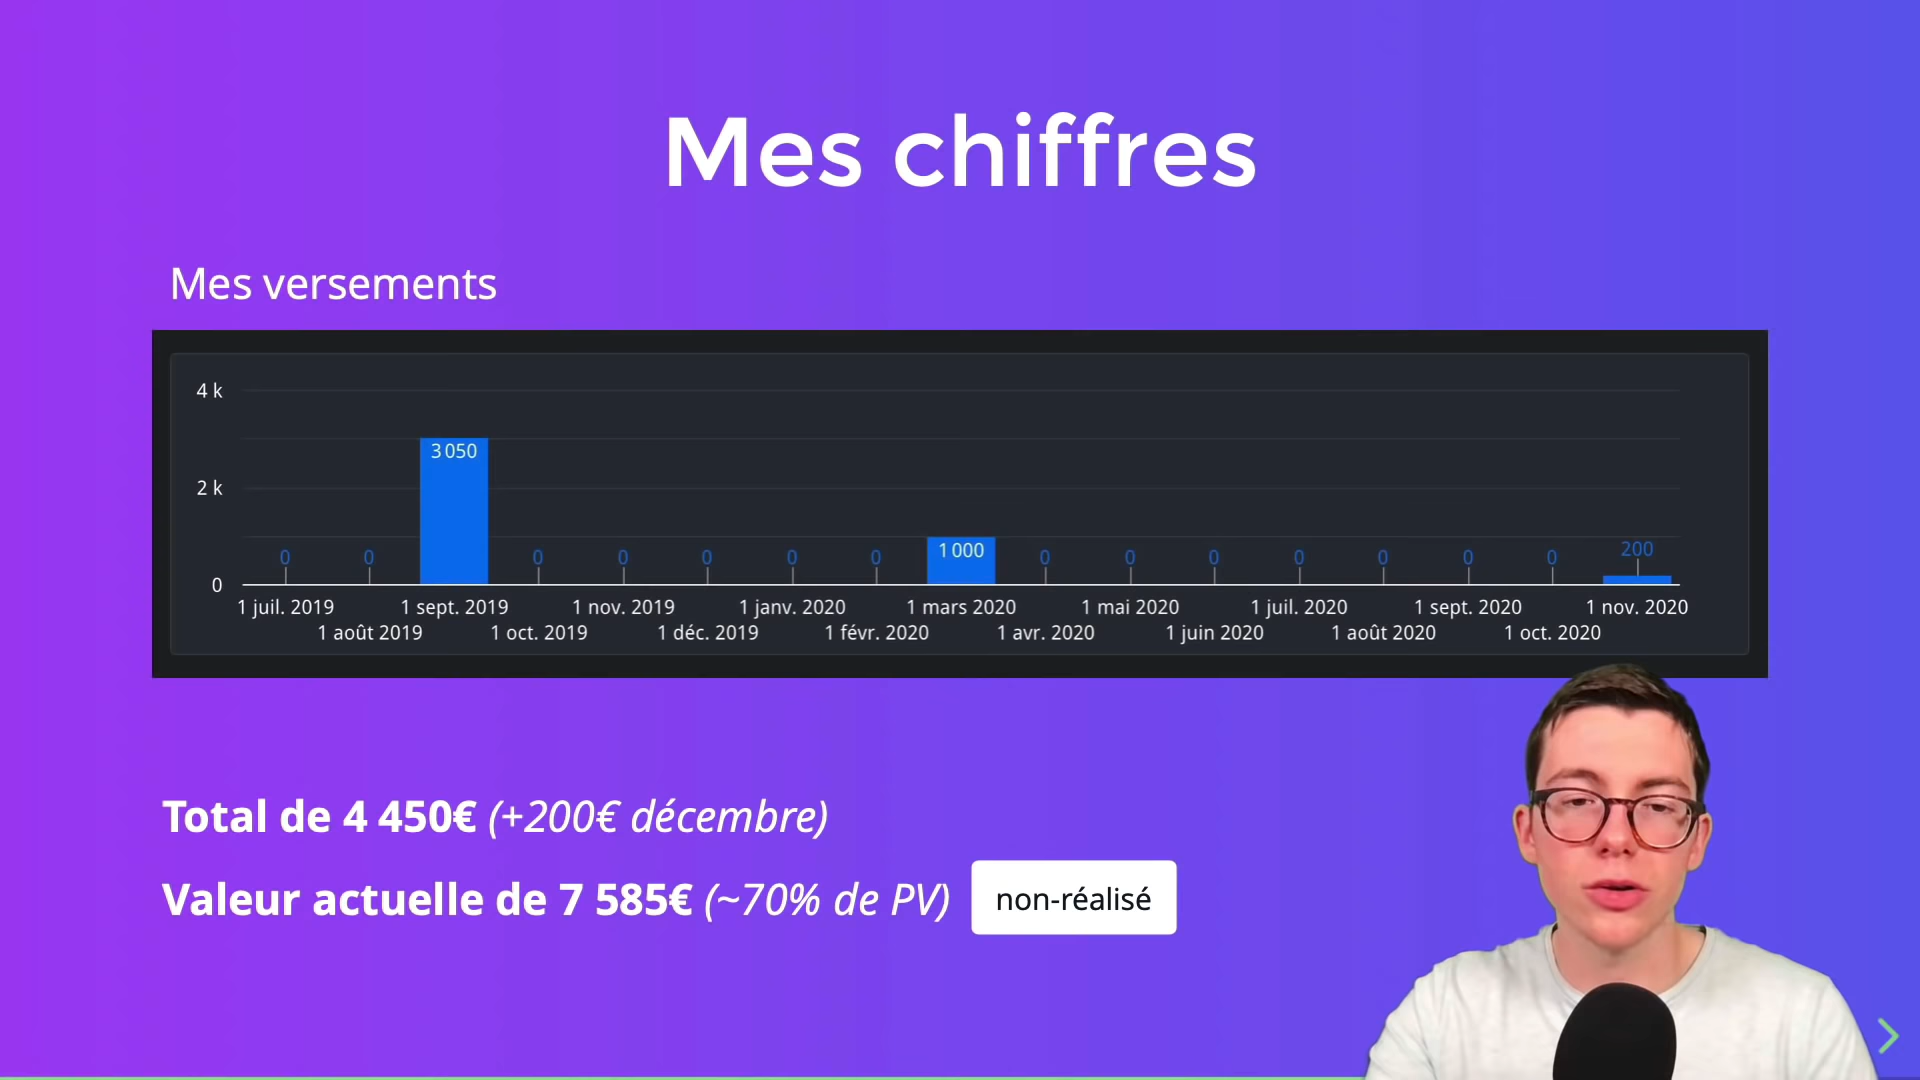 Mes chiffres
Mes versements
4 k
2 k
0
3 050
1 000
200
0 0 0 0 0 0 0 0 0 0 0 0 0 0
1 juil. 2019 1 sept. 2019 1 nov. 2019 1 janv. 2020 1 mars 2020 1 mai 2020 1 juil. 2020 1 sept. 2020 1 nov. 2020
1 août 2019 1 oct. 2019 1 déc. 2019 1 févr. 2020 1 avr. 2020 1 juin 2020 1 août 2020 1 oct. 2020
Total de 4 450€ (+200€ décembre)
Valeur actuelle de 7 585€ (~70% de PV) non-réalisé